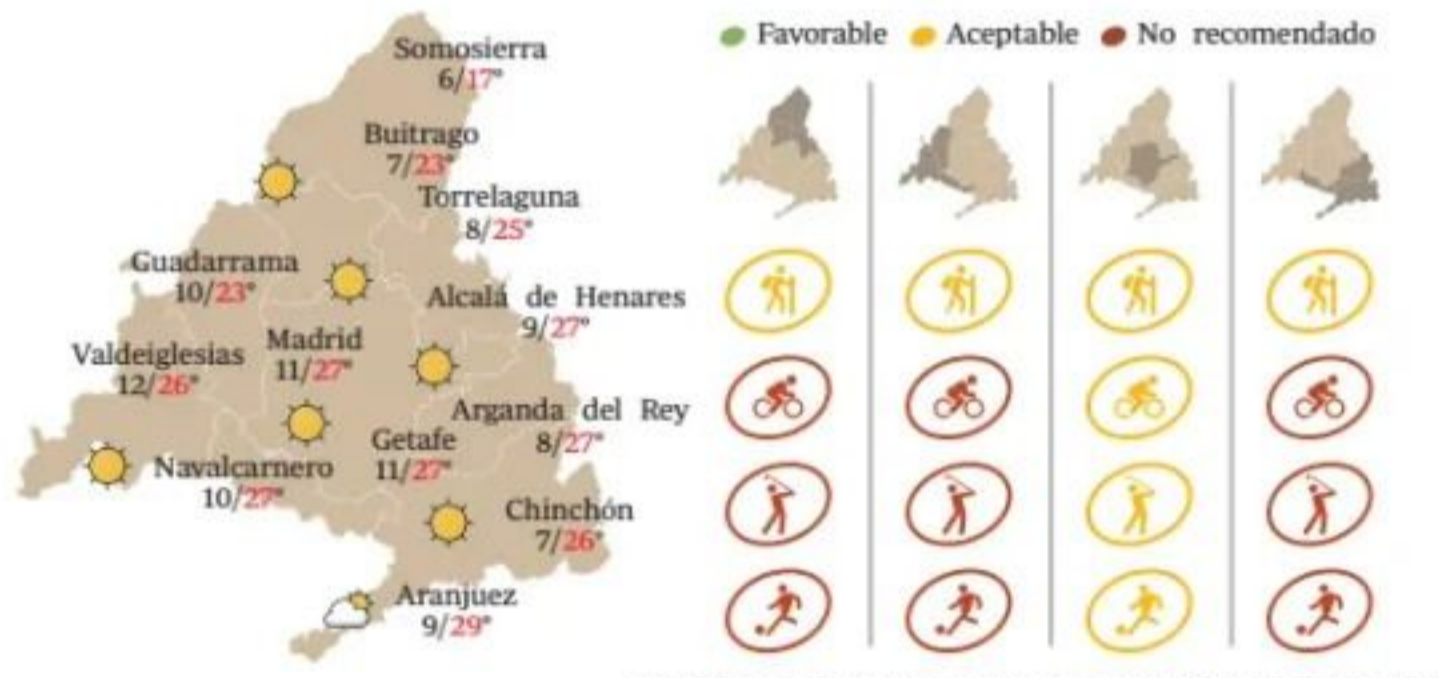 Favorable Aceptable No recomendado
Somosierra
6/17°
Buitrago
7/23°
Torrelaguna
8/25°
Guadarrama
10/23°
Alcalá de Henares
9/27°
Madrid
11/27°
Valdeiglesias
12/26°
Arganda del Rey
8/27°
Getafe
11/27°
Navalcarnero
10/27°
Chinchón
7/26°
Aranjuez
9/29°